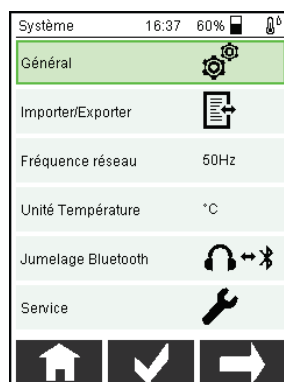 Système 16:37 60%
Général
Importer/Exporter
Fréquence réseau 50Hz
Unité Température °C
Jumelage Bluetooth
Service